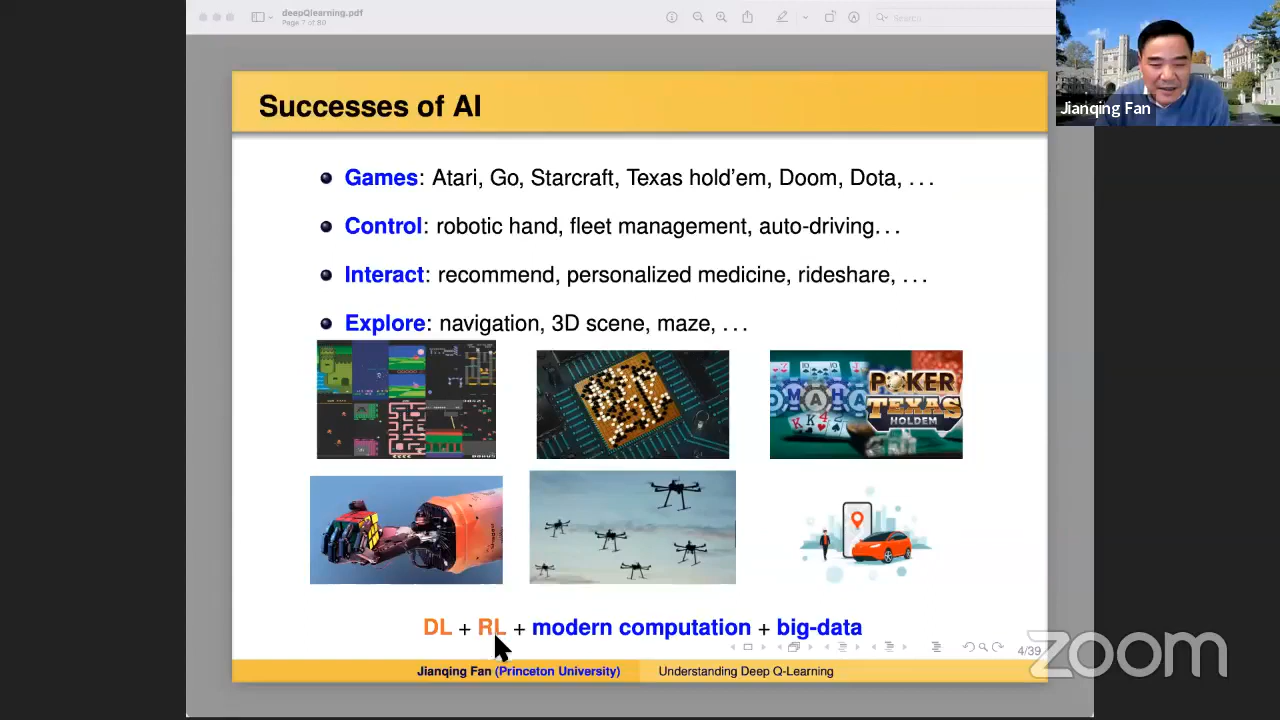 deepQlearning.pdf
Page 7 of 80
Search
Jianqing Fan
Successes of AI
Games: Atari, Go, Starcraft, Texas hold'em, Doom, Dota, . . .
Control: robotic hand, fleet management, auto-driving. . .
Interact: recommend, personalized medicine, rideshare, . . .
Explore: navigation, 3D scene, maze, . . .
POKER
OMAHA
TEXAS
HOLDEM
DL + RL + modern computation + big-data
4/39
Jianqing Fan (Princeton University)
Understanding Deep Q-Learning
zoom